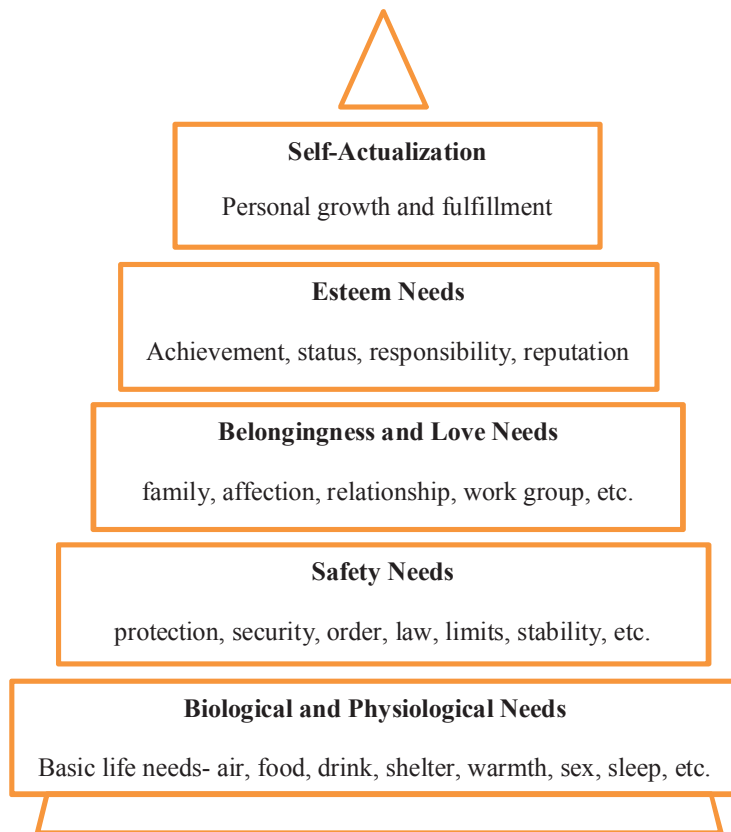 Self-Actualization
Personal growth and fulfillment
Esteem Needs
Achievement, status, responsibility, reputation
Belongingness and Love Needs
family, affection, relationship, work group, etc.
Safety Needs
protection, security, order, law, limits, stability, etc.
Biological and Physiological Needs
Basic life needs- air, food, drink, shelter, warmth, sex, sleep, etc.